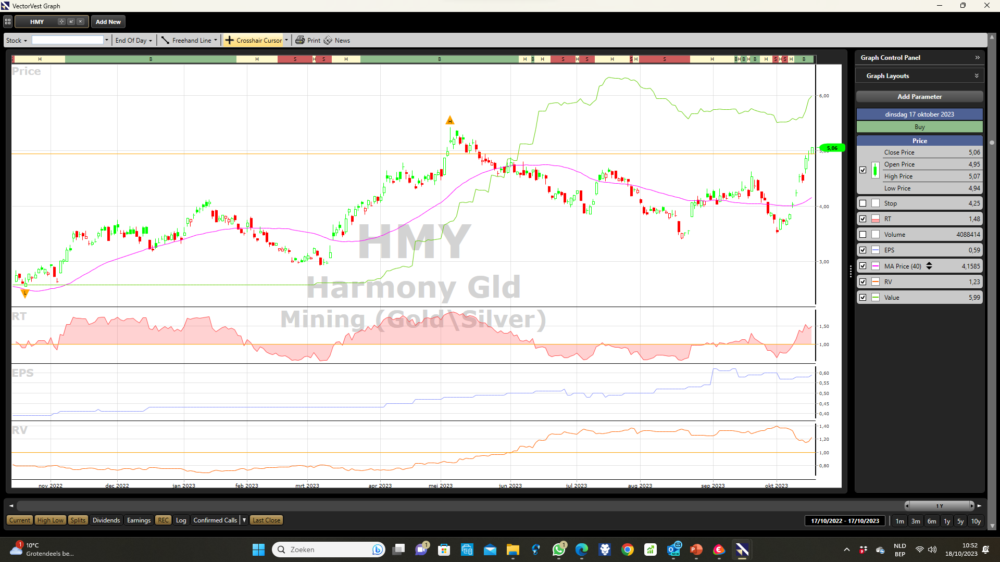 VectorVest Graph
HMY
Add New
Stock
End Of Day
Freehand Line
Crosshair Cursor
Print
News
S H B H S H S H B H B H S H S H S H S H B H B H B H S H S H B
Price
6,00
5,06
4,00
3,00
H
L
HMY
Harmony Gld
Mining (Gold\Silver)
RT
1,50
1,00
EPS
0,60
0,55
0,50
0,45
0,40
RV
1,40
1,20
1,00
0,80
nov 2022 dec 2022 jan 2023 feb 2023 mrt 2023 apr 2023 mei 2023 jun 2023 jul 2023 aug 2023 sep 2023 okt 2023
Graph Control Panel
Graph Layouts
Add Parameter
dinsdag 17 oktober 2023
Buy
Price
Close Price 5,06
Open Price 4,95
High Price 5,07
Low Price 4,94
Stop 4,25
RT 1,48
Volume 4088414
EPS 0,59
MA Price (40) 4,1585
RV 1,23
Value 5,99
1 Y
Current High Low Splits Dividends Earnings REC Log Confirmed Calls Last Close
17/10/2022 - 17/10/2023 1m 3m 6m 1y 5y 10y
1
10°C
Grotendeels be...
Zoeken
1
1
NEW
NLD
BEP
10:52
18/10/2023